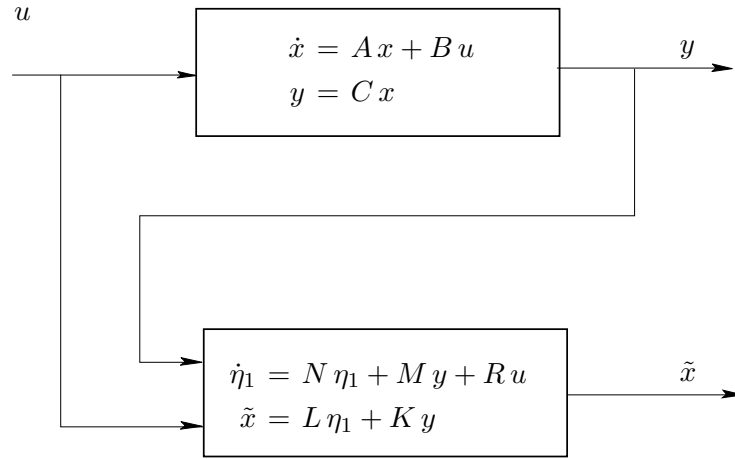 u
ẋ = A x + B u
y = C x
y
η̇₁ = N η₁ + M y + R u
x̃ = L η₁ + K y
x̃